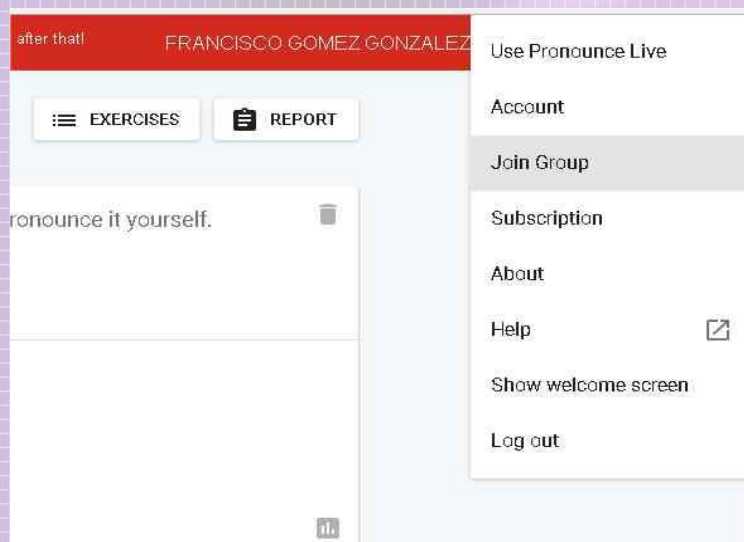 after that!
FRANCISCO GOMEZ GONZALEZ
EXERCISES
REPORT
ronounce it yourself.
Use Pronounce Live
Account
Join Group
Subscription
About
Help
Show welcome screen
Log out